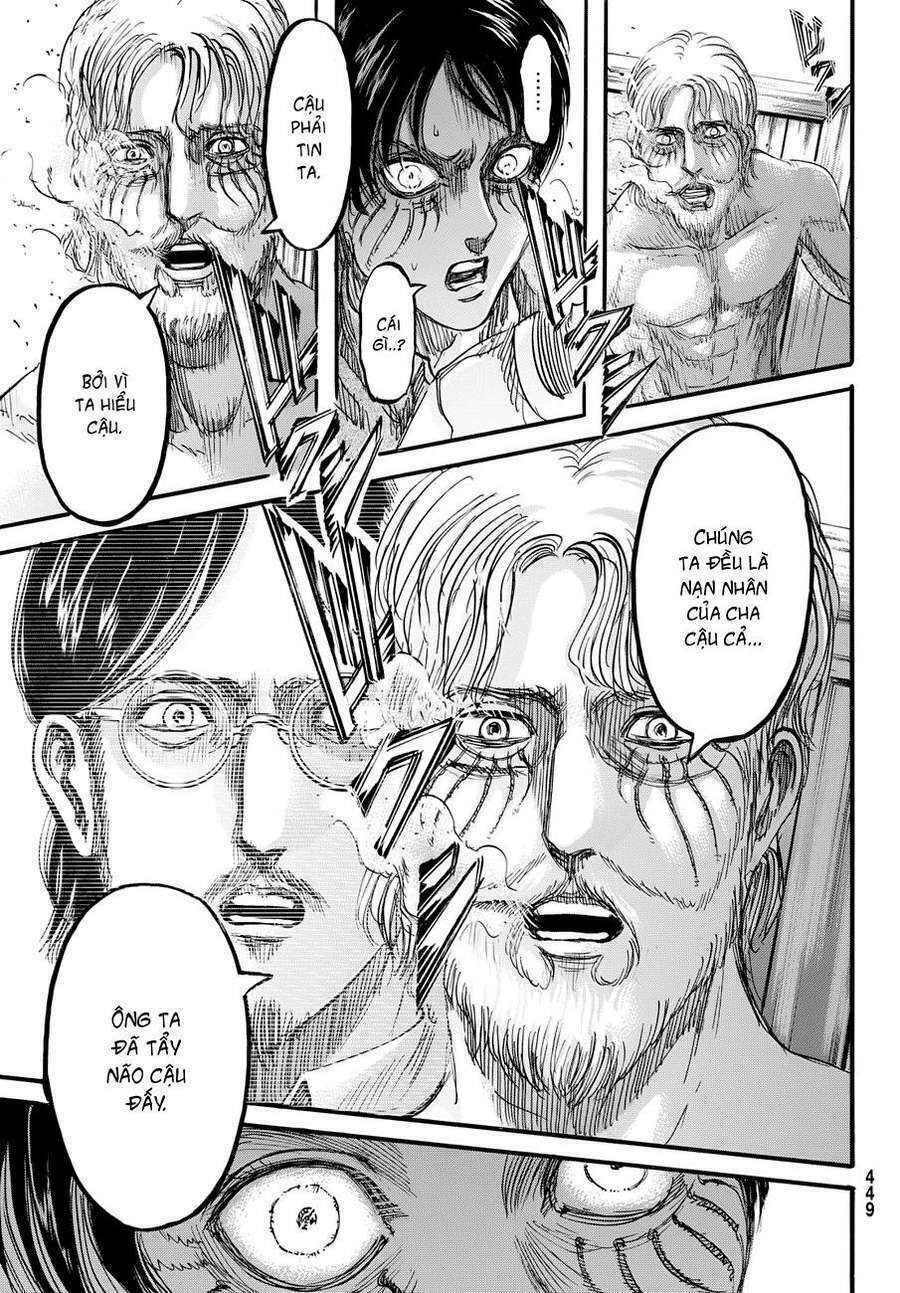 ......
CÁI
GÌ..?
CẬU
PHẢI
TIN
TA.
BỞI VÌ
TA HIỂU
CẬU.
CHÚNG
TA ĐỀU LÀ
NẠN NHÂN
CỦA CHA
CẬU CẢ...
ÔNG TA
ĐÃ TẨY
NÃO CẬU
ĐẤY.
449